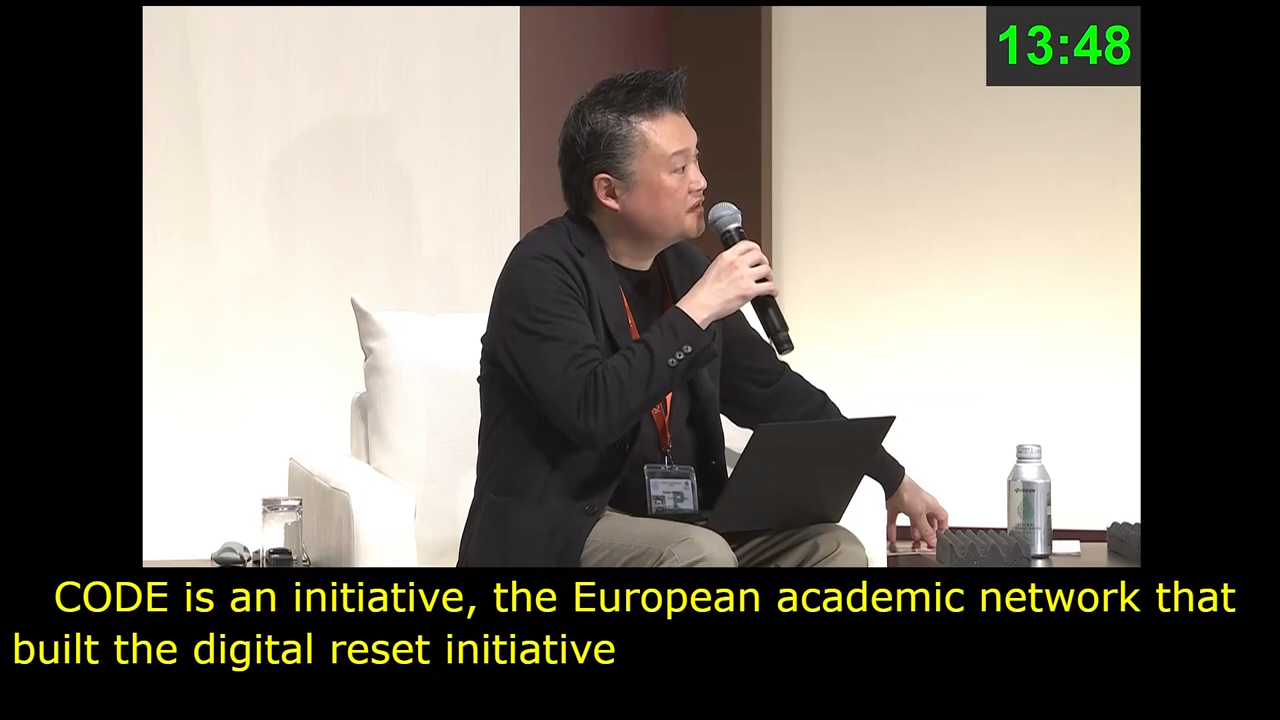 13:48
P
CODE is an initiative, the European academic network that
built the digital reset initiative